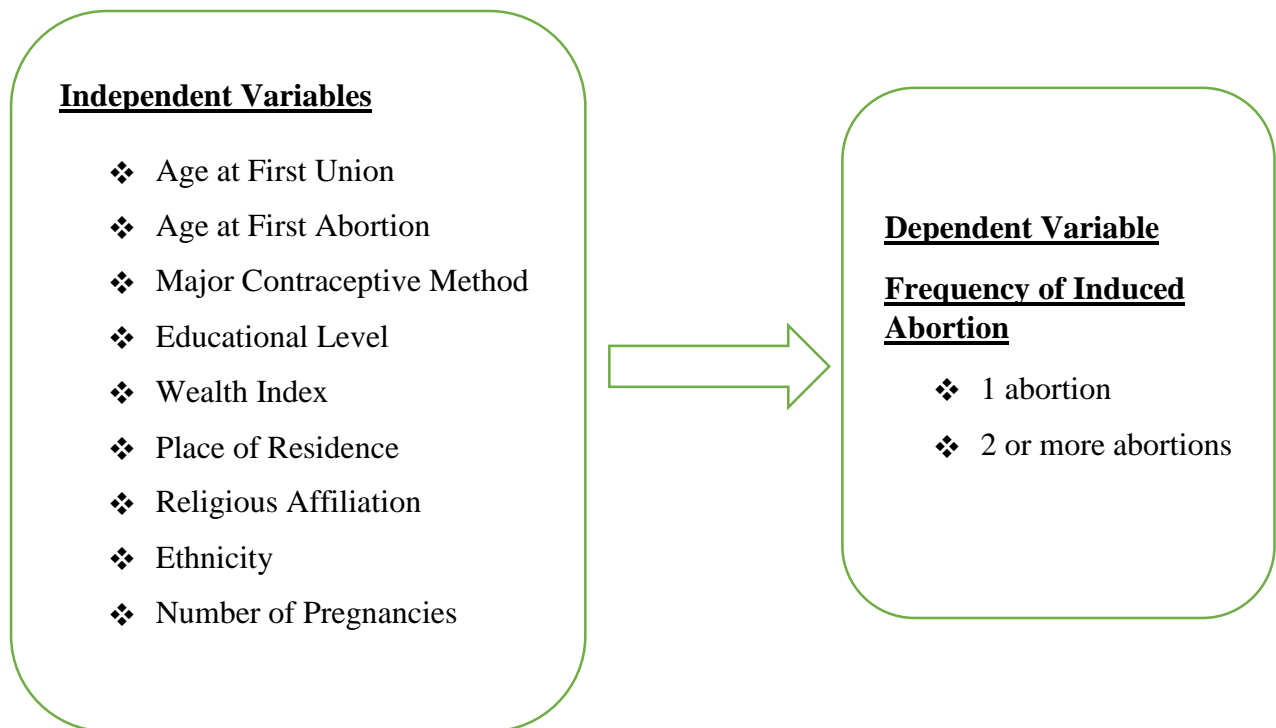 Independent Variables
❖ Age at First Union
❖ Age at First Abortion
❖ Major Contraceptive Method
❖ Educational Level
❖ Wealth Index
❖ Place of Residence
❖ Religious Affiliation
❖ Ethnicity
❖ Number of Pregnancies
Dependent Variable
Frequency of Induced
Abortion
❖ 1 abortion
❖ 2 or more abortions